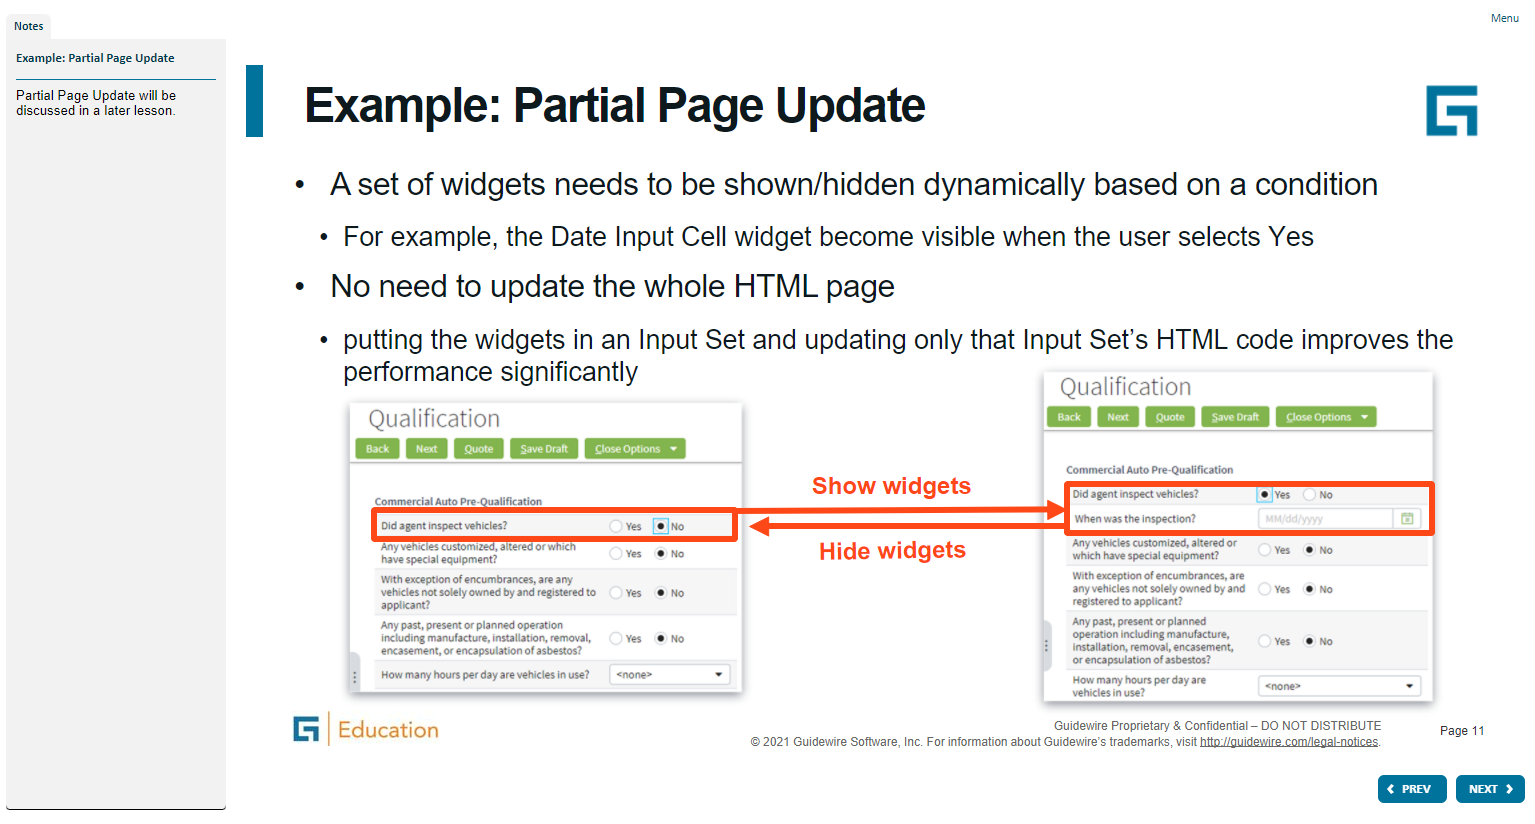 Notes
Menu
Example: Partial Page Update
Partial Page Update will be
discussed in a later lesson.
Example: Partial Page Update
• A set of widgets needs to be shown/hidden dynamically based on a condition
• For example, the Date Input Cell widget become visible when the user selects Yes
• No need to update the whole HTML page
• putting the widgets in an Input Set and updating only that Input Set’s HTML code improves the
performance significantly
Qualification
Back Next Quote Save Draft Close Options
Commercial Auto Pre-Qualification
Did agent inspect vehicles? Yes No
Any vehicles customized, altered or which
have special equipment? Yes No
With exception of encumbrances, are any
vehicles not solely owned by and registered to
applicant? Yes No
Any past, present or planned operation
including manufacture, installation, removal,
encasement, or encapsulation of asbestos? Yes No
How many hours per day are vehicles in use? <none>
Show widgets
Hide widgets
Qualification
Back Next Quote Save Draft Close Options
Commercial Auto Pre-Qualification
Did agent inspect vehicles? Yes No
When was the inspection? MM/dd/yyyy
Any vehicles customized, altered or
which have special equipment? Yes No
With exception of encumbrances, are
any vehicles not solely owned by and
registered to applicant? Yes No
Any past, present or planned
operation including manufacture,
installation, removal, encasement,
or encapsulation of asbestos? Yes No
How many hours per day are
vehicles in use? <none>
Education
Guidewire Proprietary & Confidential – DO NOT DISTRIBUTE
© 2021 Guidewire Software, Inc. For information about Guidewire’s trademarks, visit http://guidewire.com/legal-notices.
Page 11
PREV
NEXT